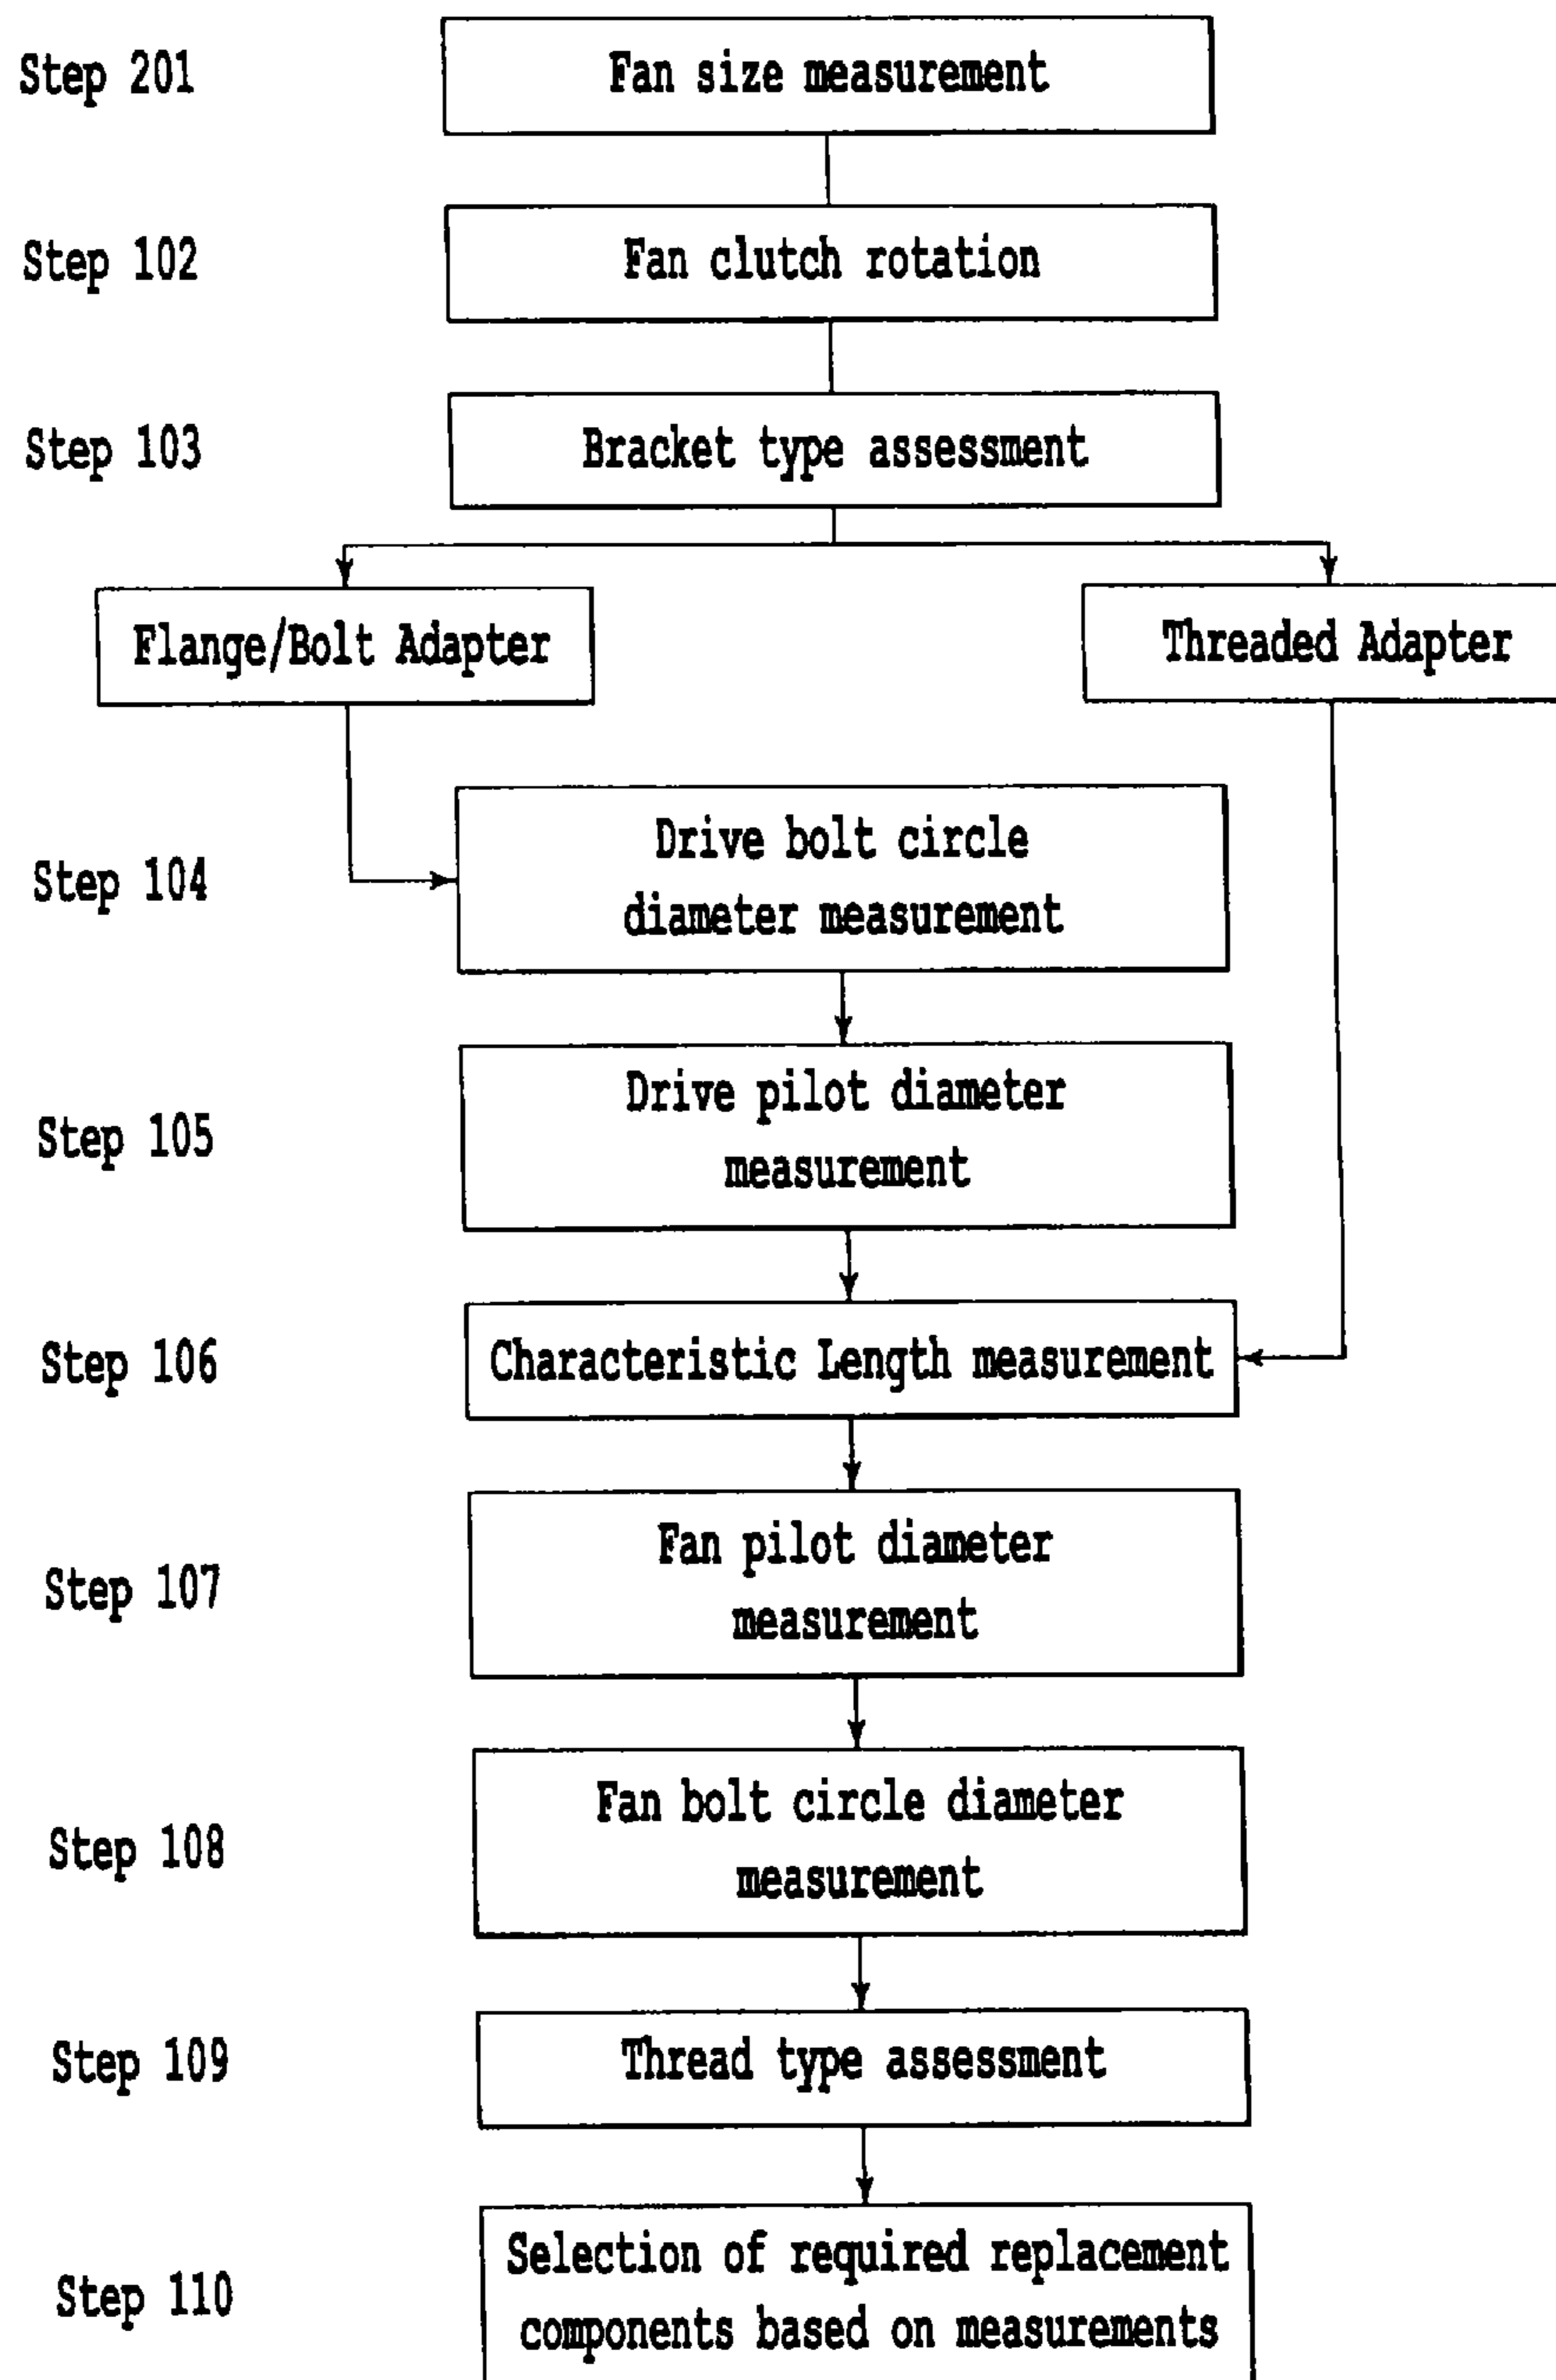 Step 201
Fan size measurement
Step 102
Fan clutch rotation
Step 103
Bracket type assessment
Flange/Bolt Adapter
Threaded Adapter
Step 104
Drive bolt circle
diameter measurement
Step 105
Drive pilot diameter
measurement
Step 106
Characteristic Length measurement
Step 107
Fan pilot diameter
measurement
Step 108
Fan bolt circle diameter
measurement
Step 109
Thread type assessment
Step 110
Selection of required replacement
components based on measurements